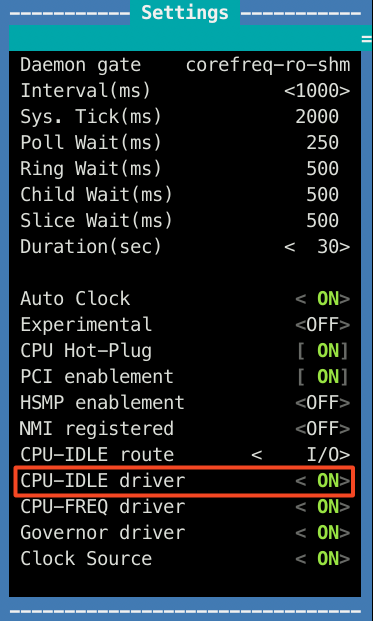 Settings
=
Daemon gate corefreq-ro-shm
Interval(ms) <1000>
Sys. Tick(ms) 2000
Poll Wait(ms) 250
Ring Wait(ms) 500
Child Wait(ms) 500
Slice Wait(ms) 500
Duration(sec) < 30>
Auto Clock < ON>
Experimental <OFF>
CPU Hot-Plug [ ON]
PCI enablement [ ON]
HSMP enablement <OFF>
NMI registered <OFF>
CPU-IDLE route < I/O>
CPU-IDLE driver < ON>
CPU-FREQ driver < ON>
Governor driver < ON>
Clock Source < ON>